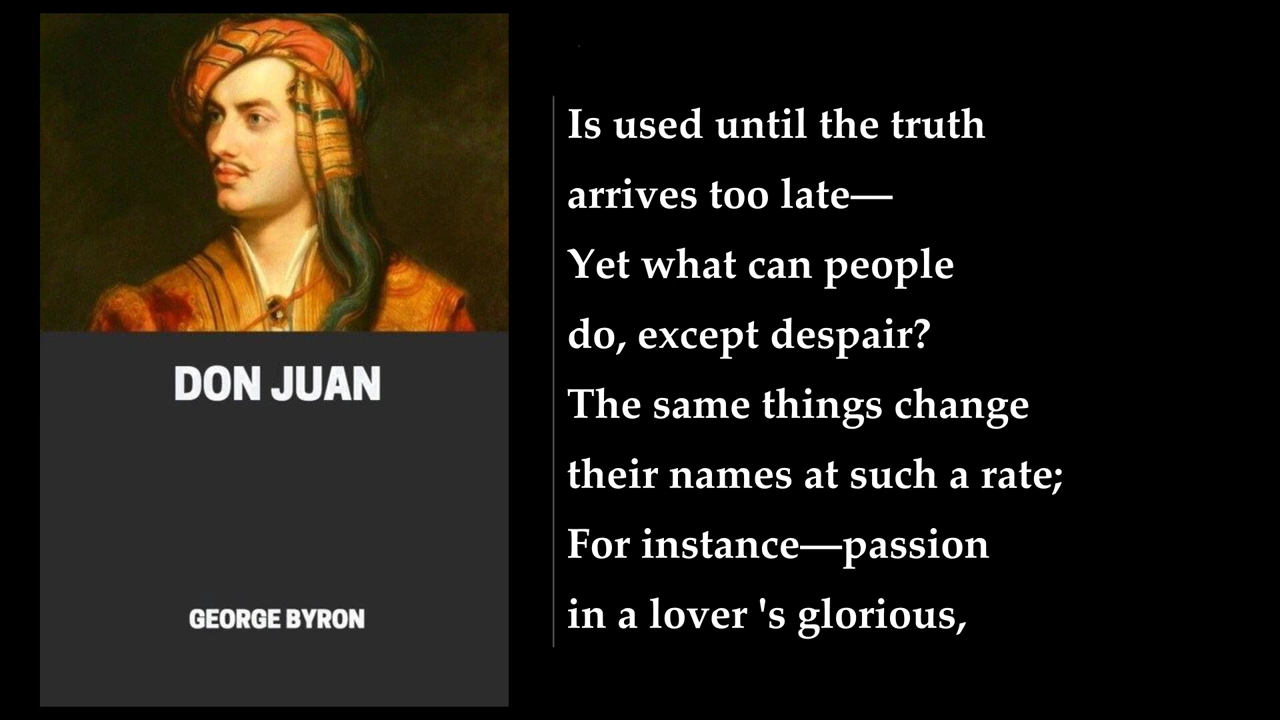 DON JUAN
GEORGE BYRON
Is used until the truth
arrives too late—
Yet what can people
do, except despair?
The same things change
their names at such a rate;
For instance—passion
in a lover 's glorious,